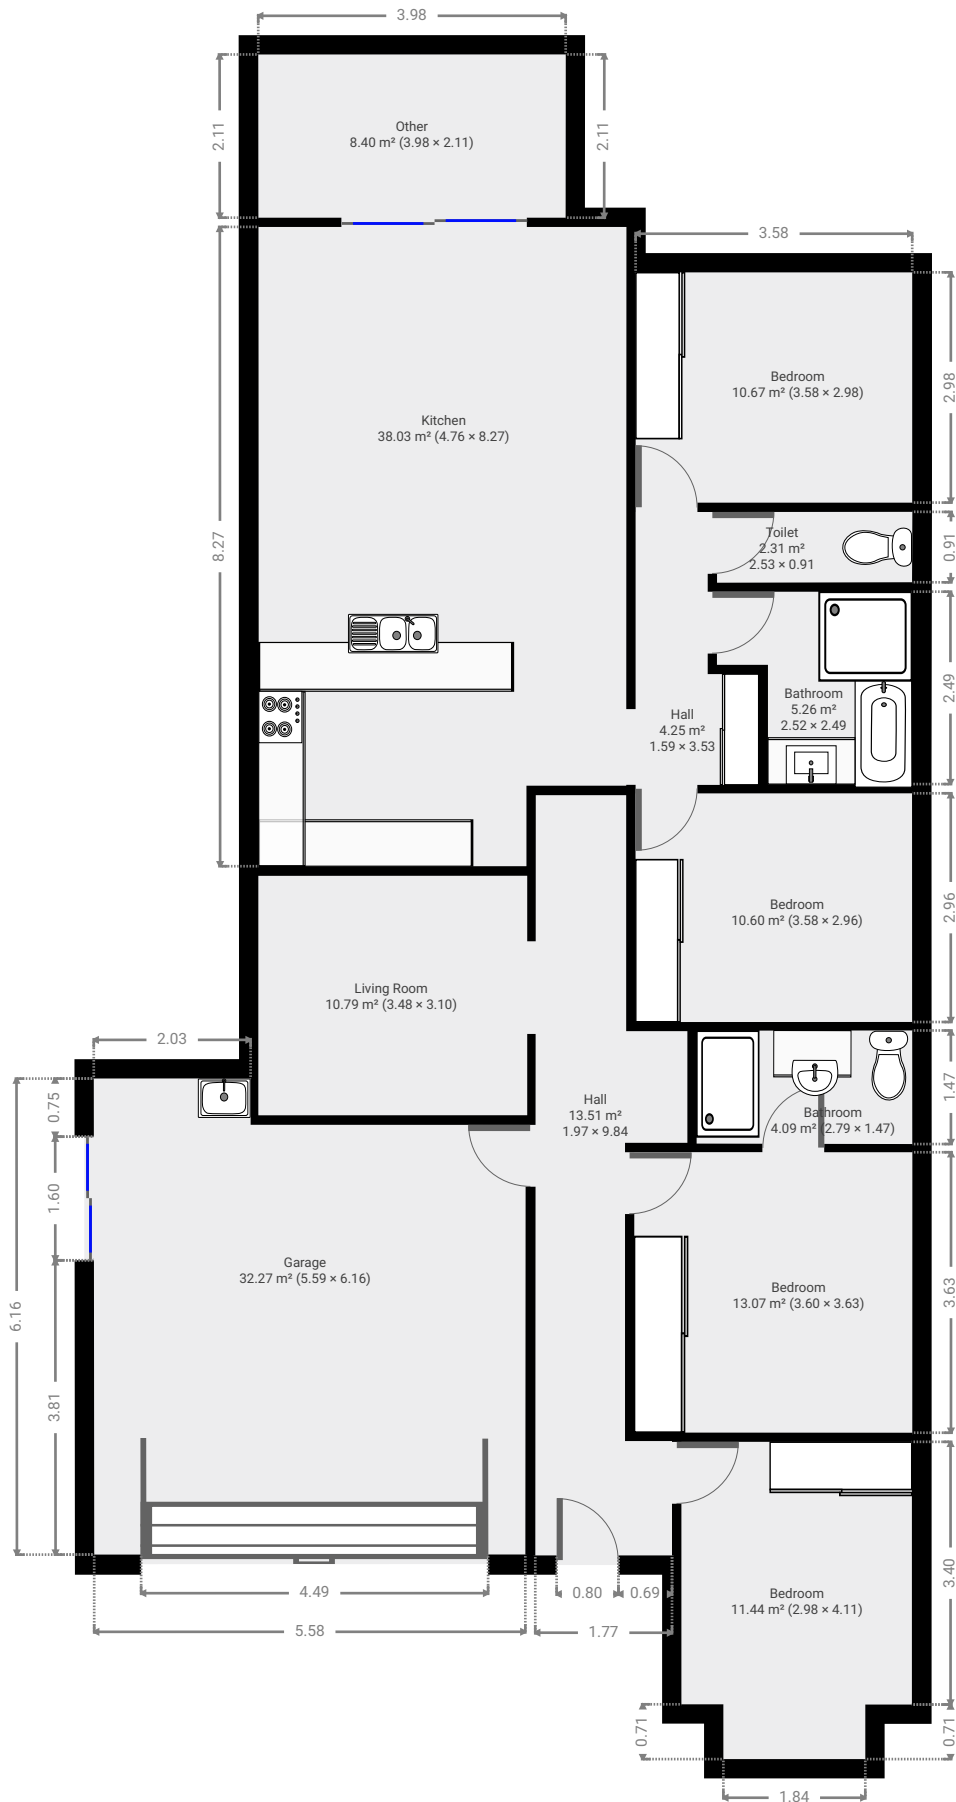 3.98
2.11
2.11
Other
8.40 m² (3.98 × 2.11)
3.58
8.27
Kitchen
38.03 m² (4.76 × 8.27)
Bedroom
10.67 m² (3.58 × 2.98)
2.98
Toilet
2.31 m²
2.53 × 0.91
0.91
Hall
4.25 m²
1.59 × 3.53
Bathroom
5.26 m²
2.52 × 2.49
2.49
Bedroom
10.60 m² (3.58 × 2.96)
2.96
Living Room
10.79 m² (3.48 × 3.10)
2.03
Hall
13.51 m²
1.97 × 9.84
Bathroom
4.09 m² (2.79 × 1.47)
1.47
0.75
1.60
6.16
3.81
Garage
32.27 m² (5.59 × 6.16)
Bedroom
13.07 m² (3.60 × 3.63)
3.63
4.49
5.58
0.80
0.69
1.77
Bedroom
11.44 m² (2.98 × 4.11)
3.40
0.71
0.71
1.84